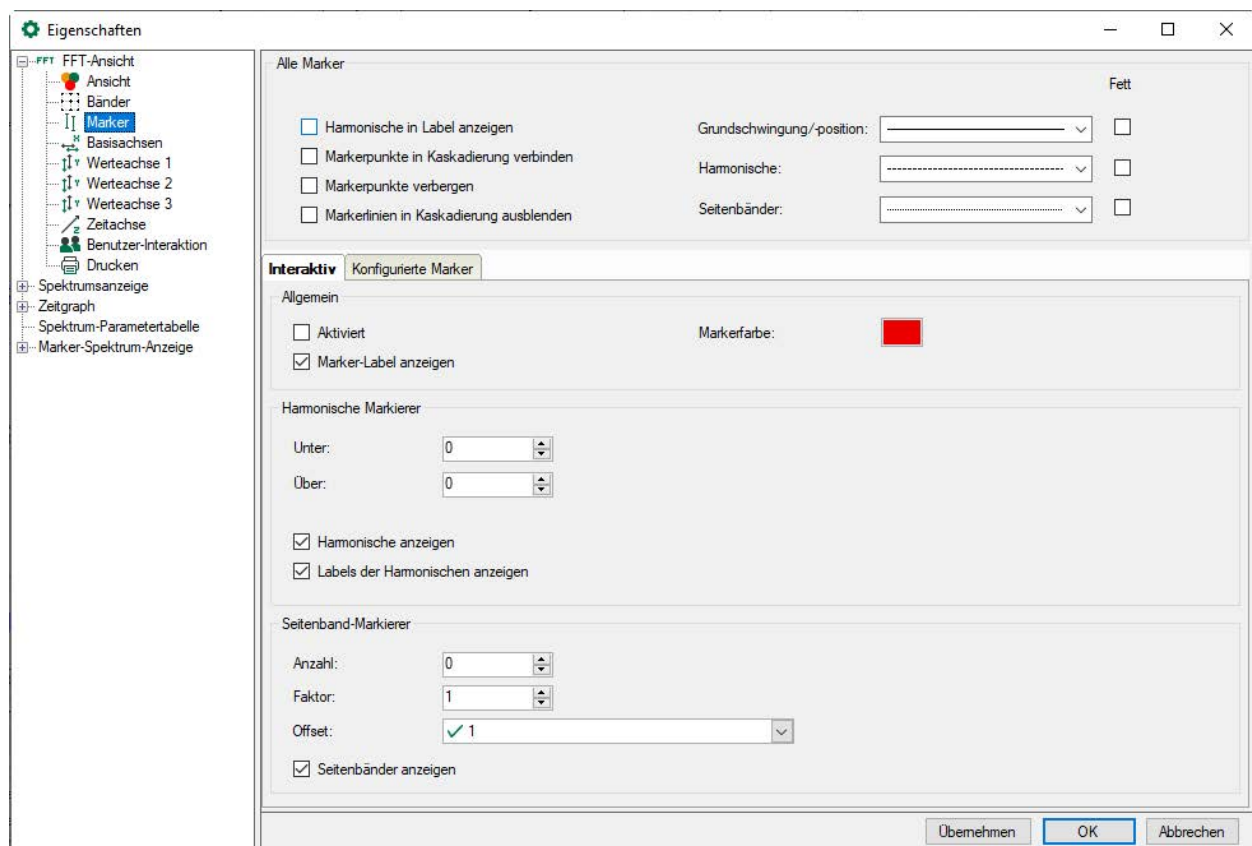 Eigenschaften
FFT FFT-Ansicht
Ansicht
Bänder
Marker
X Basisachsen
Y Werteachse 1
Y Werteachse 2
Y Werteachse 3
Z Zeitachse
Benutzer-Interaktion
Drucken
Spektrumsanzeige
Zeitgraph
Spektrum-Parametertabelle
Marker-Spektrum-Anzeige
Alle Marker
Fett
Harmonische in Label anzeigen
Markerpunkte in Kaskadierung verbinden
Markerpunkte verbergen
Markerlinien in Kaskadierung ausblenden
Grundschwingung/-position:
Harmonische:
Seitenbänder:
Interaktiv Konfigurierte Marker
Allgemein
Aktiviert Markerfarbe:
Marker-Label anzeigen
Harmonische Markierer
Unter: 0
Über: 0
Harmonische anzeigen
Labels der Harmonischen anzeigen
Seitenband-Markierer
Anzahl: 0
Faktor: 1
Offset: 1
Seitenbänder anzeigen
Übernehmen OK Abbrechen